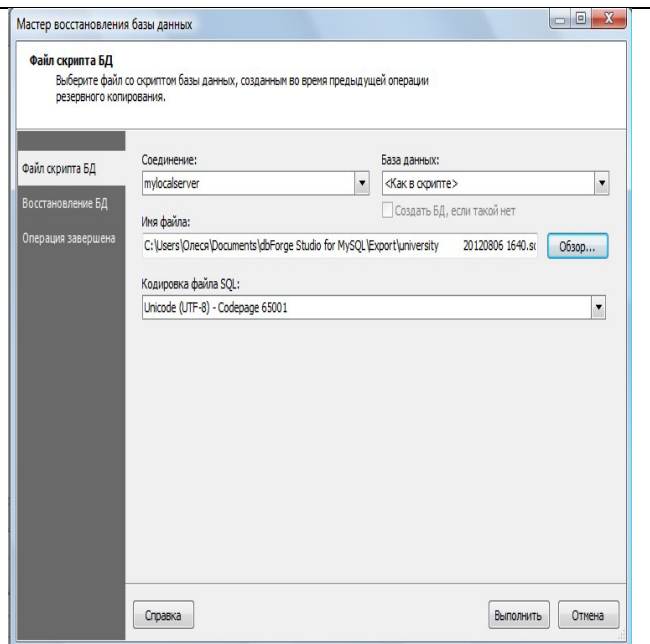 Мастер восстановления базы данных
Файл скрипта БД
Выберите файл со скриптом базы данных, созданным во время предыдущей операции
резервного копирования.
Файл скрипта БД
Восстановление БД
Операция завершена
Соединение:
База данных:
mylocalserver
<Как в скрипте>
Создать БД, если такой нет
Имя файла:
C:\Users\Олеся\Documents\dbForge Studio for MySQL\Export\university 20120806 1640.sc
Обзор...
Кодировка файла SQL:
Unicode (UTF-8) - Codepage 65001
Справка
Выполнить
Отмена